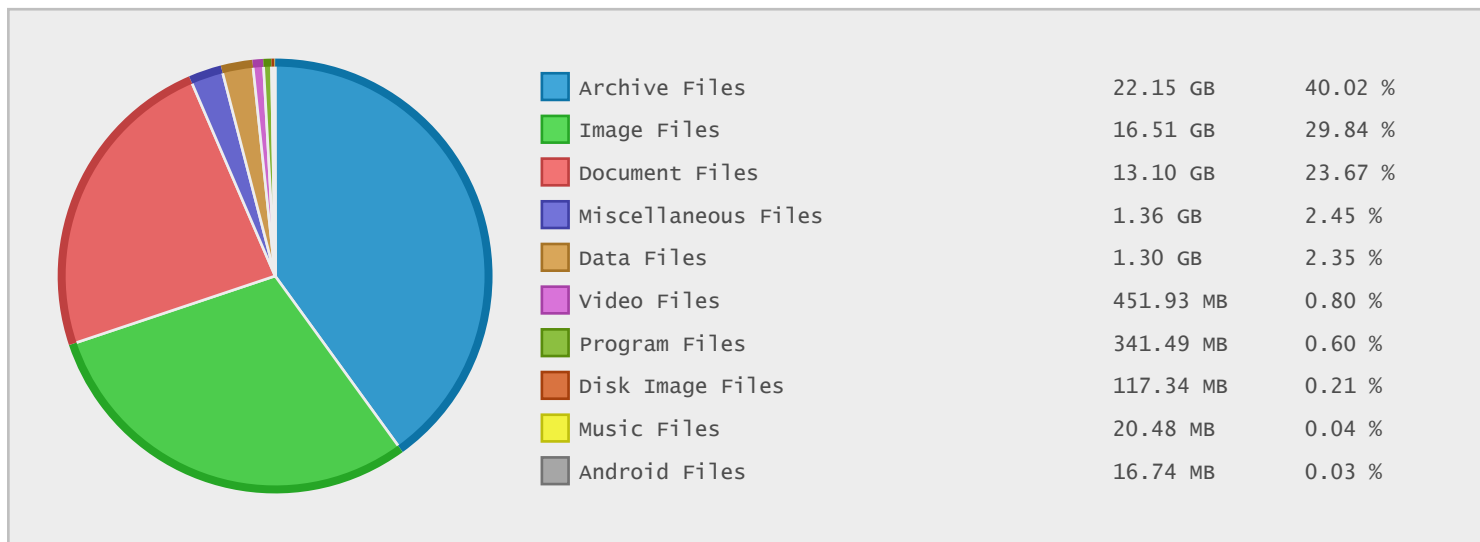 Archive Files 22.15 GB 40.02 %
Image Files 16.51 GB 29.84 %
Document Files 13.10 GB 23.67 %
Miscellaneous Files 1.36 GB 2.45 %
Data Files 1.30 GB 2.35 %
Video Files 451.93 MB 0.80 %
Program Files 341.49 MB 0.60 %
Disk Image Files 117.34 MB 0.21 %
Music Files 20.48 MB 0.04 %
Android Files 16.74 MB 0.03 %